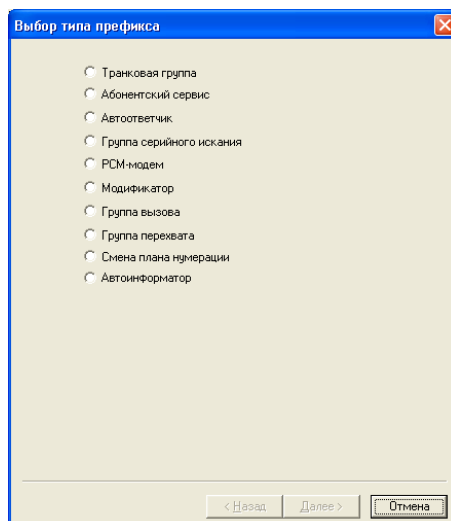 Выбор типа префикса
Транковая группа
Абонентский сервис
Автоответчик
Группа серийного искания
PCM-модем
Модификатор
Группа вызова
Группа перехвата
Смена плана нумерации
Автоинформатор
< Назад Далее > Отмена